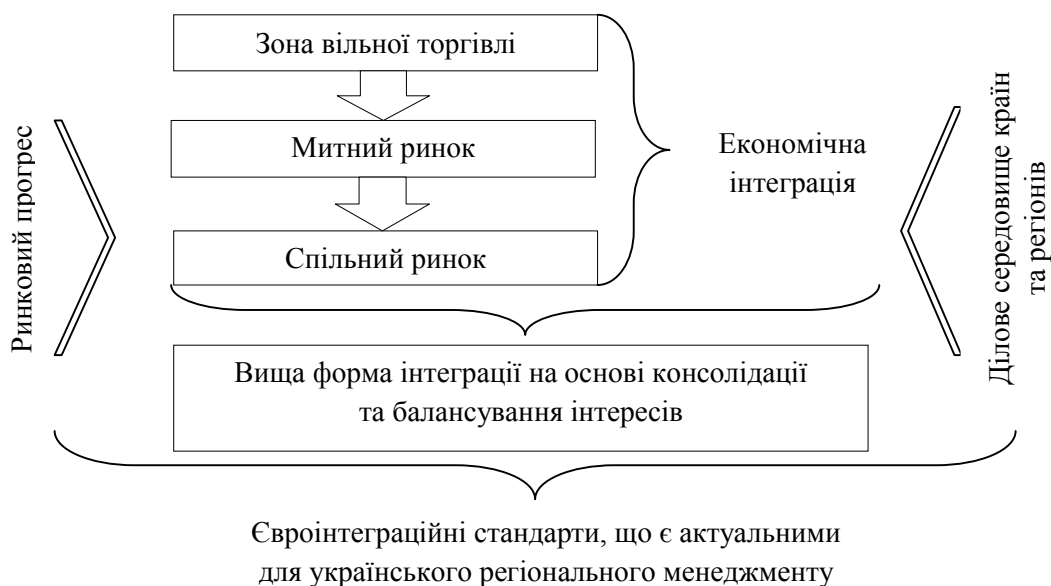 Зона вільної торгівлі
Митний ринок
Спільний ринок
Економічна
інтеграція
Ринковий прогрес
Ділове середовище країн
та регіонів
Вища форма інтеграції на основі консолідації
та балансування інтересів
Євроінтеграційні стандарти, що є актуальними
для українського регіонального менеджменту